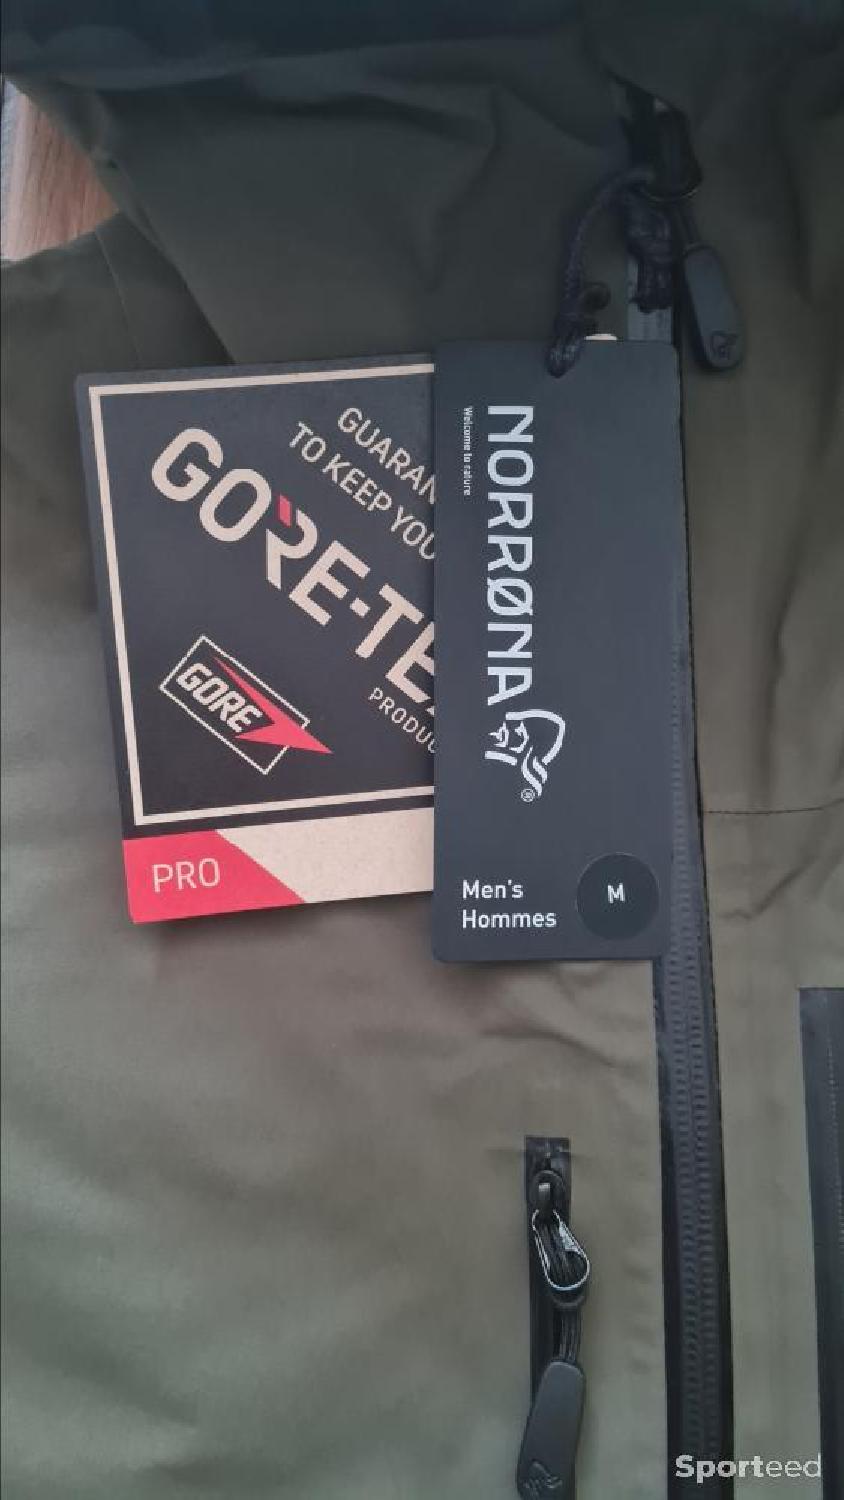 GUARAN
TO KEEP YOU
GORE-TE
PRODUC
GORE
PRO
NORRØNA
Welcome to nature
®
Men's
Hommes
M
Sporteed